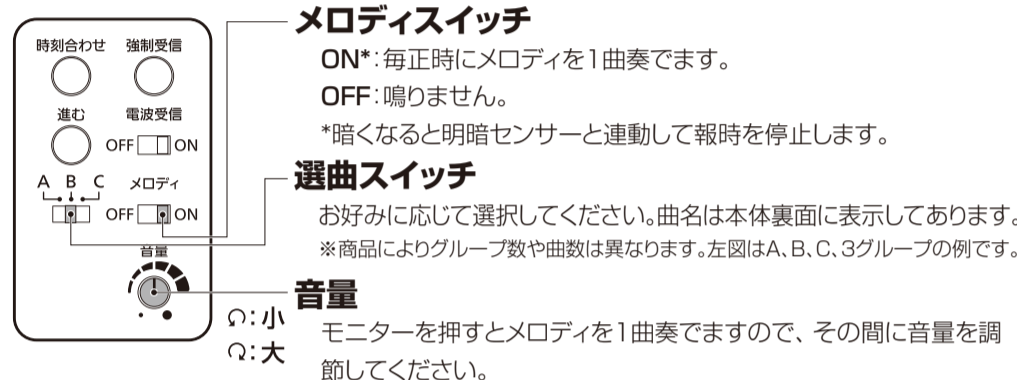 時刻合わせ 強制受信
進む 電波受信
OFF ON
A B C メロディ
OFF ON
音量
メロディスイッチ
ON*:毎正時にメロディを1曲奏でます。
OFF:鳴りません。
*暗くなると明暗センサーと連動して報時を停止します。
選曲スイッチ
お好みに応じて選択してください。曲名は本体裏面に表示してあります。
※商品によりグループ数や曲数は異なります。左図はA、B、C、3グループの例です。
音量
:小
:大
モニターを押すとメロディを1曲奏でますので、その間に音量を調
節してください。